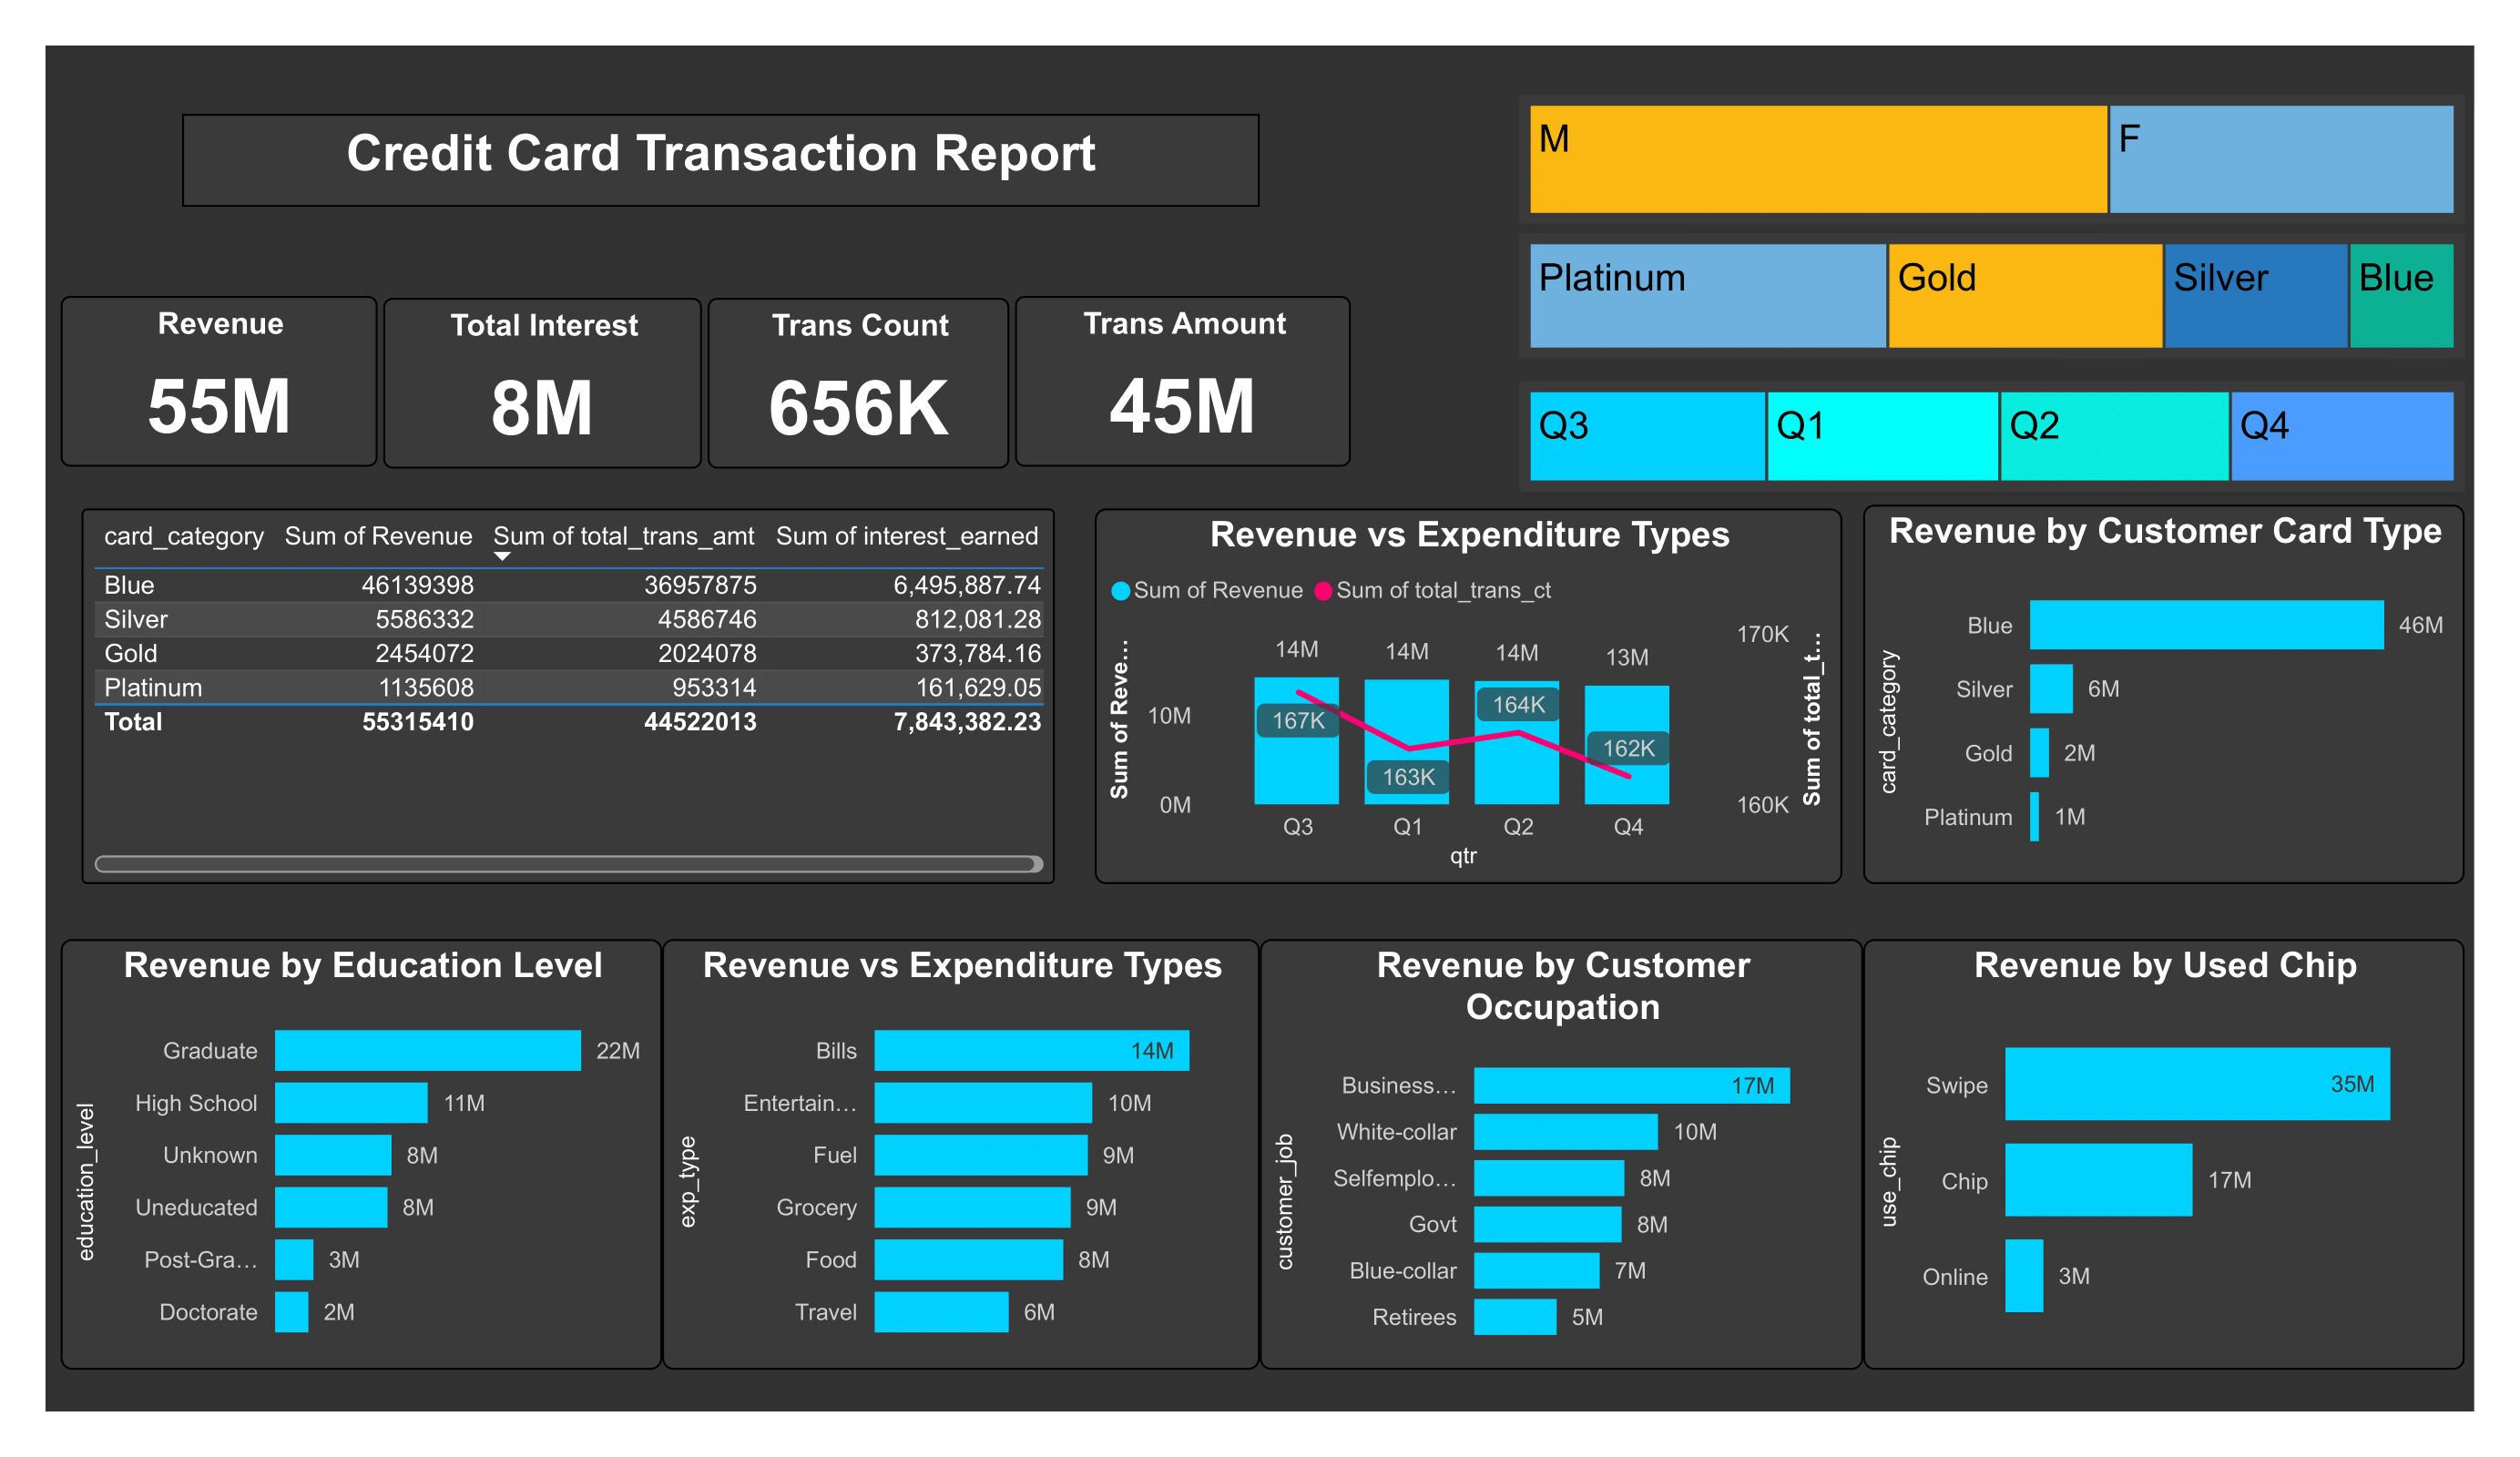 Credit Card Transaction Report
M F
Platinum Gold Silver Blue
Q3 Q1 Q2 Q4
Revenue
55M
Total Interest
8M
Trans Count
656K
Trans Amount
45M
card_category Sum of Revenue Sum of total_trans_amt Sum of interest_earned
Blue 46139398 36957875 6,495,887.74
Silver 5586332 4586746 812,081.28
Gold 2454072 2024078 373,784.16
Platinum 1135608 953314 161,629.05
Total 55315410 44522013 7,843,382.23
Revenue vs Expenditure Types
Sum of Revenue Sum of total_trans_ct
Sum of Reve…
10M
0M
14M 14M 14M 13M
167K 163K 164K 162K
170K
160K
Sum of total_t…
Q3 Q1 Q2 Q4
qtr
Revenue by Customer Card Type
card_category
Blue 46M
Silver 6M
Gold 2M
Platinum 1M
Revenue by Education Level
education_level
Graduate 22M
High School 11M
Unknown 8M
Uneducated 8M
Post-Gra… 3M
Doctorate 2M
Revenue vs Expenditure Types
exp_type
Bills 14M
Entertain… 10M
Fuel 9M
Grocery 9M
Food 8M
Travel 6M
Revenue by Customer
Occupation
customer_job
Business… 17M
White-collar 10M
Selfemplo… 8M
Govt 8M
Blue-collar 7M
Retirees 5M
Revenue by Used Chip
use_chip
Swipe 35M
Chip 17M
Online 3M